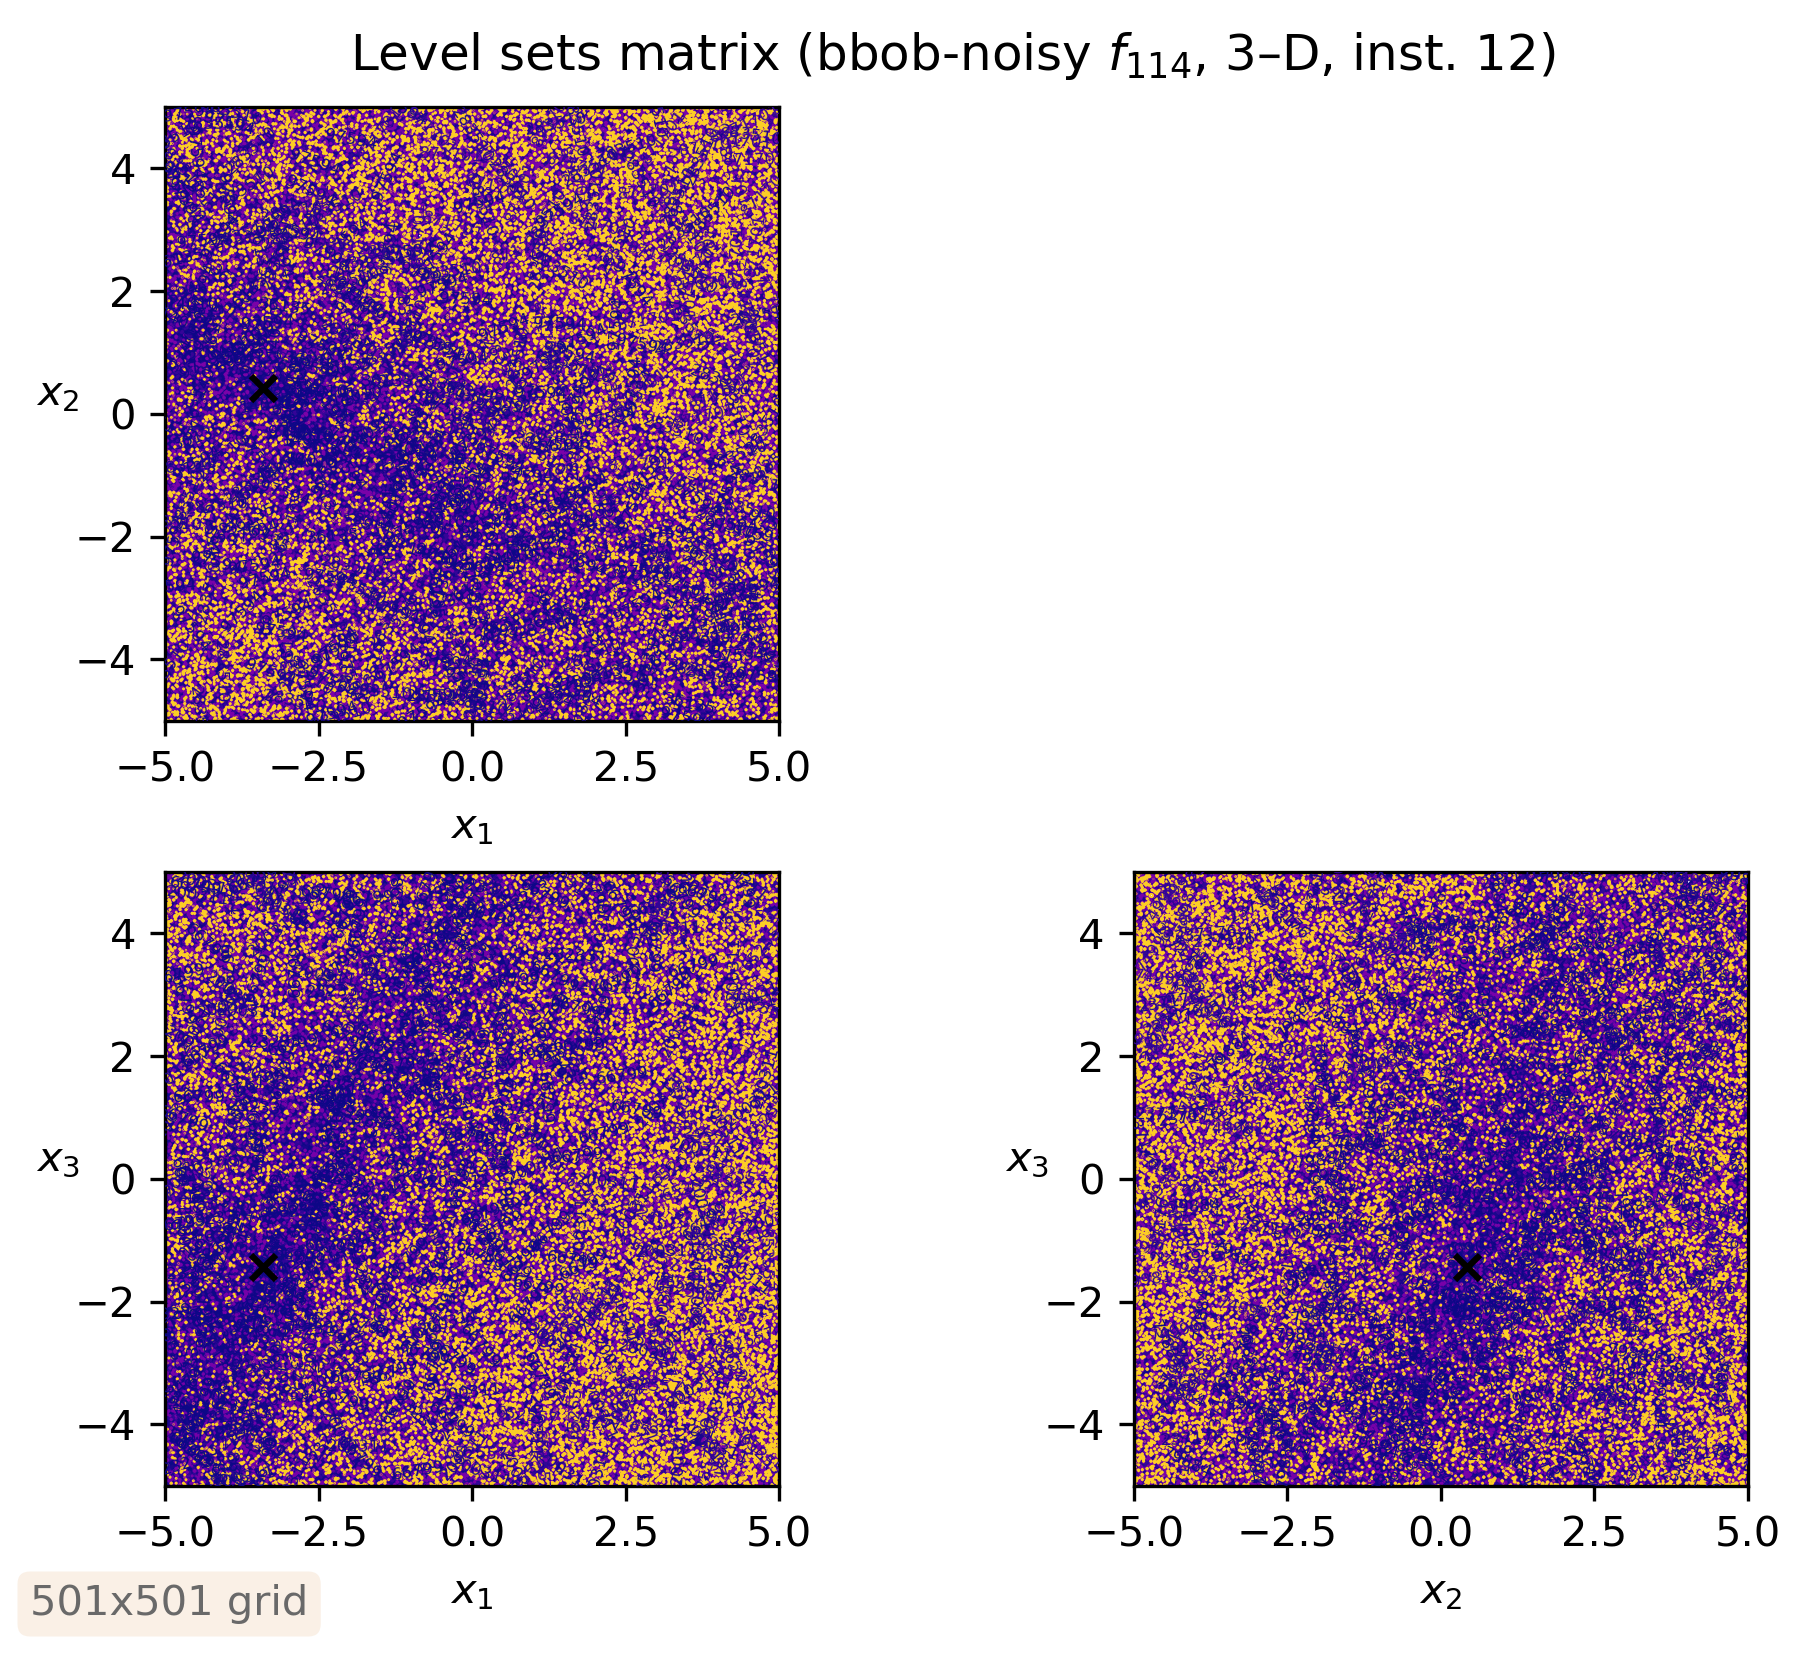 Level sets matrix (bbob-noisy f₁₁₄, 3–D, inst. 12)
4
2
x₂ 0
−2
−4
−5.0 −2.5 0.0 2.5 5.0
x₁
4 4
2 2
x₃ 0 x₃ 0
−2 −2
−4 −4
−5.0 −2.5 0.0 2.5 5.0 −5.0 −2.5 0.0 2.5 5.0
501x501 grid x₁ x₂